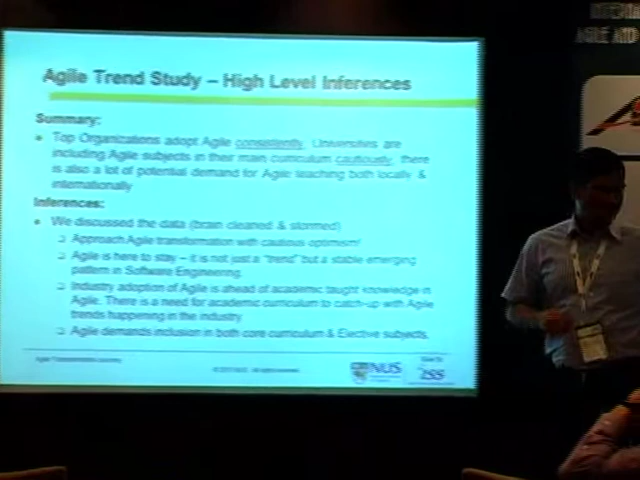 Agile Trend Study – High Level Inferences
Summary:
Top Organizations adopt Agile consistently. Universities are
including Agile subjects in their main curriculum cautiously, there
is also a lot of potential demand for Agile teaching both locally &
internationally
Inferences:
We discussed the data (brain cleaned & stormed)
Approach Agile transformation with cautious optimism!
Agile is here to stay – it is not just a "trend" but a stable emerging
pattern in Software Engineering.
Industry adoption of Agile is ahead of academic taught knowledge in
Agile. There is a need for academic curriculum to catch-up with Agile
trends happening in the industry.
Agile demands inclusion in both core curriculum & Elective subjects.
All rights reserved.
NUS
ISS